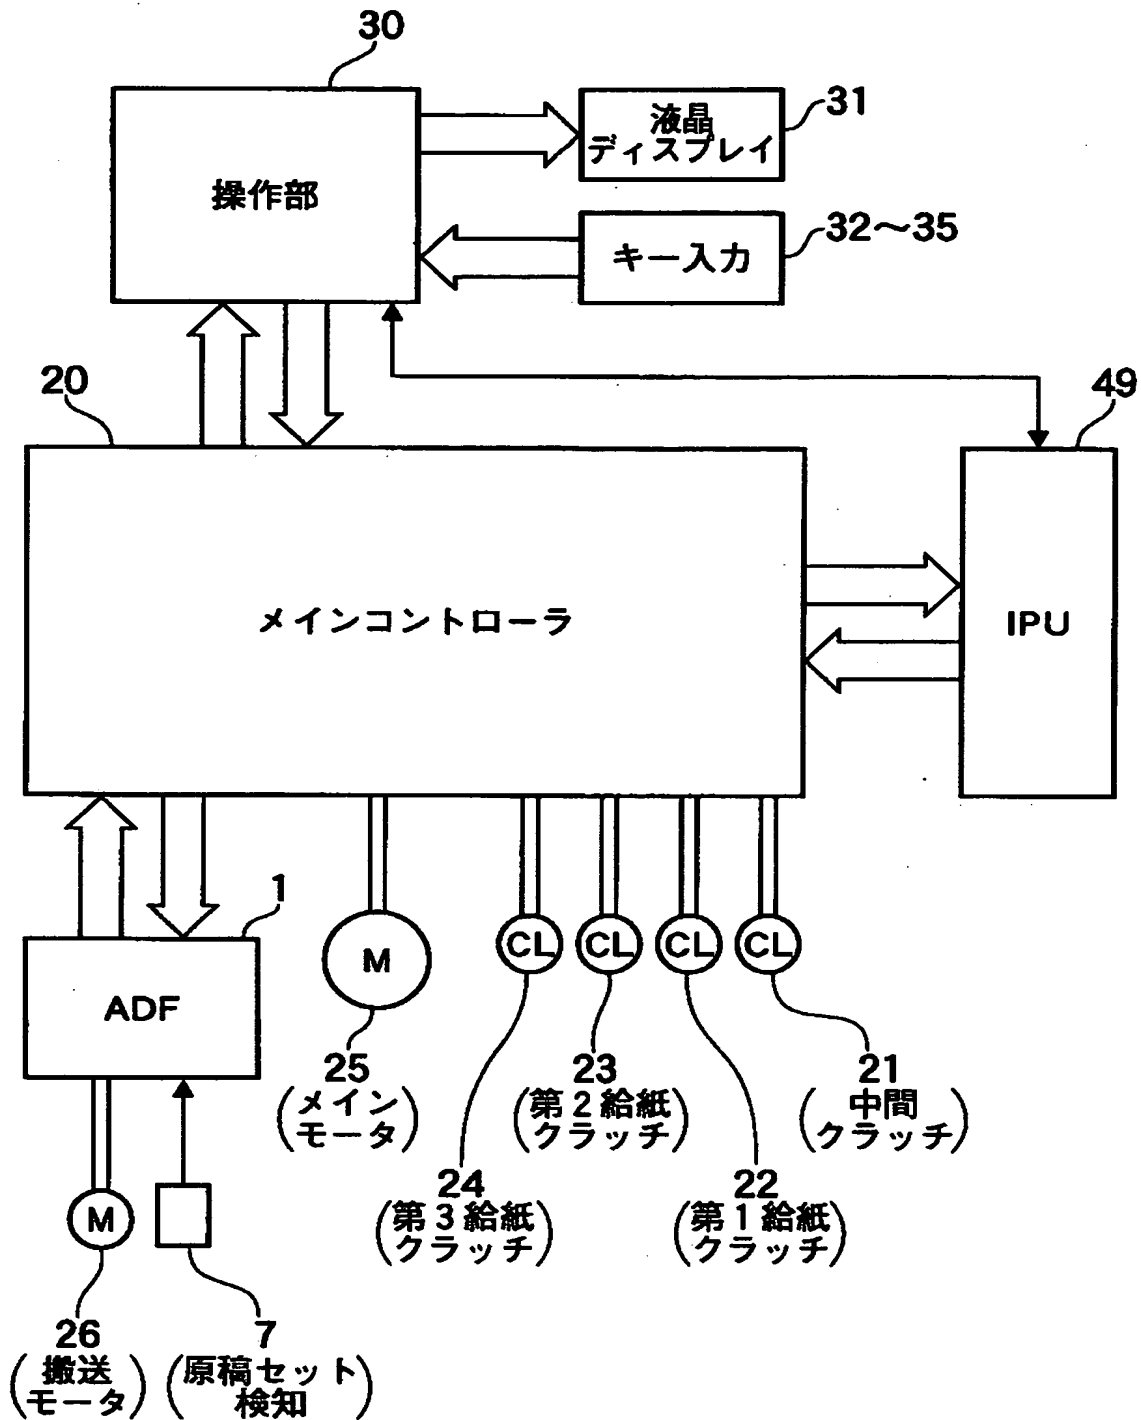 30
液晶
ディスプレイ
31
操作部
キー入力
32～35
20
49
メインコントローラ
IPU
1
ADF
M
CL
CL
CL
CL
25
(メイン
モータ)
23
(第2給紙
クラッチ)
21
(中間
クラッチ)
24
(第3給紙
クラッチ)
22
(第1給紙
クラッチ)
M
26
(搬送
モータ)
7
(原稿セット
検知)